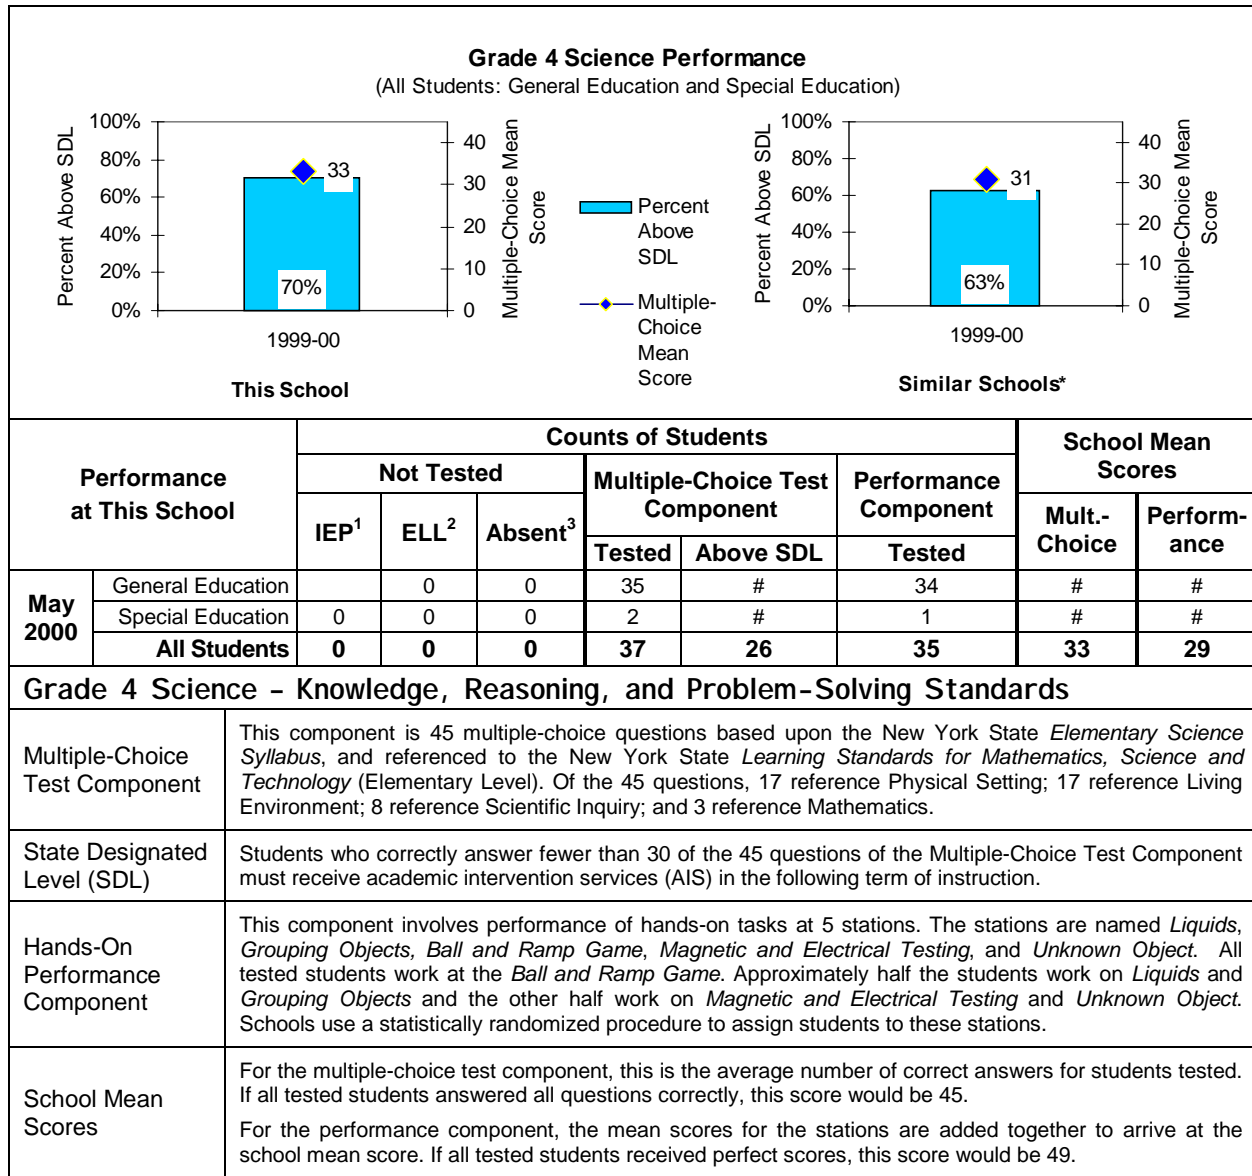 Grade 4 Science Performance
(All Students: General Education and Special Education)
Percent Above SDL
100%
80%
60%
40%
20%
0%
33
70%
1999-00
40
30
20
10
0
Multiple-Choice Mean
Score
This School
Percent
Above
SDL
Multiple-
Choice
Mean
Score
Percent Above SDL
100%
80%
60%
40%
20%
0%
31
63%
1999-00
40
30
20
10
0
Multiple-Choice Mean
Score
Similar Schools*
Performance
at This School
Counts of Students
School Mean
Scores
Not Tested
Multiple-Choice Test
Component
Performance
Component
IEP1
ELL2
Absent3
Mult.-
Choice
Perform-
ance
Tested
Above SDL
Tested
May
2000
General Education 0 0 35 # 34 # #
Special Education 0 0 0 2 # 1 # #
All Students 0 0 0 37 26 35 33 29
Grade 4 Science – Knowledge, Reasoning, and Problem-Solving Standards
Multiple-Choice
Test Component
This component is 45 multiple-choice questions based upon the New York State Elementary Science
Syllabus, and referenced to the New York State Learning Standards for Mathematics, Science and
Technology (Elementary Level). Of the 45 questions, 17 reference Physical Setting; 17 reference Living
Environment; 8 reference Scientific Inquiry; and 3 reference Mathematics.
State Designated
Level (SDL)
Students who correctly answer fewer than 30 of the 45 questions of the Multiple-Choice Test Component
must receive academic intervention services (AIS) in the following term of instruction.
Hands-On
Performance
Component
This component involves performance of hands-on tasks at 5 stations. The stations are named Liquids,
Grouping Objects, Ball and Ramp Game, Magnetic and Electrical Testing, and Unknown Object. All
tested students work at the Ball and Ramp Game. Approximately half the students work on Liquids and
Grouping Objects and the other half work on Magnetic and Electrical Testing and Unknown Object.
Schools use a statistically randomized procedure to assign students to these stations.
School Mean
Scores
For the multiple-choice test component, this is the average number of correct answers for students tested.
If all tested students answered all questions correctly, this score would be 45.
For the performance component, the mean scores for the stations are added together to arrive at the
school mean score. If all tested students received perfect scores, this score would be 49.